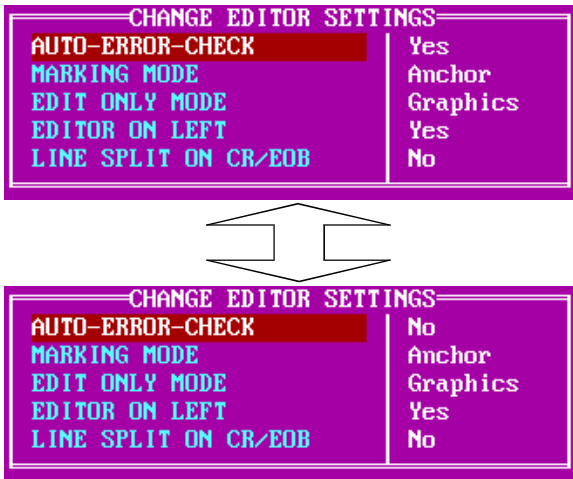 CHANGE EDITOR SETTINGS
AUTO-ERROR-CHECK Yes
MARKING MODE Anchor
EDIT ONLY MODE Graphics
EDITOR ON LEFT Yes
LINE SPLIT ON CR/EOB No
CHANGE EDITOR SETTINGS
AUTO-ERROR-CHECK No
MARKING MODE Anchor
EDIT ONLY MODE Graphics
EDITOR ON LEFT Yes
LINE SPLIT ON CR/EOB No